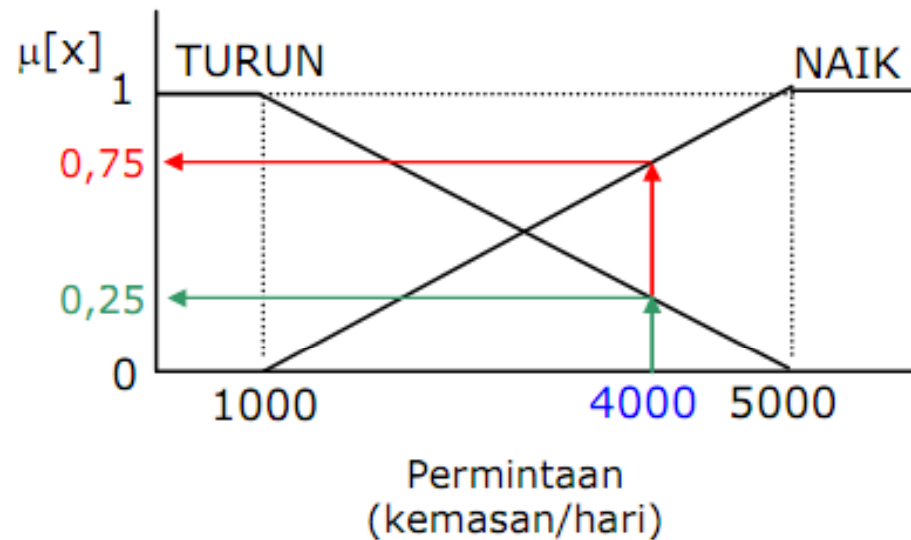 μ[x]
TURUN
NAIK
1
0,75
0,25
0
1000
4000
5000
Permintaan
(kemasan/hari)